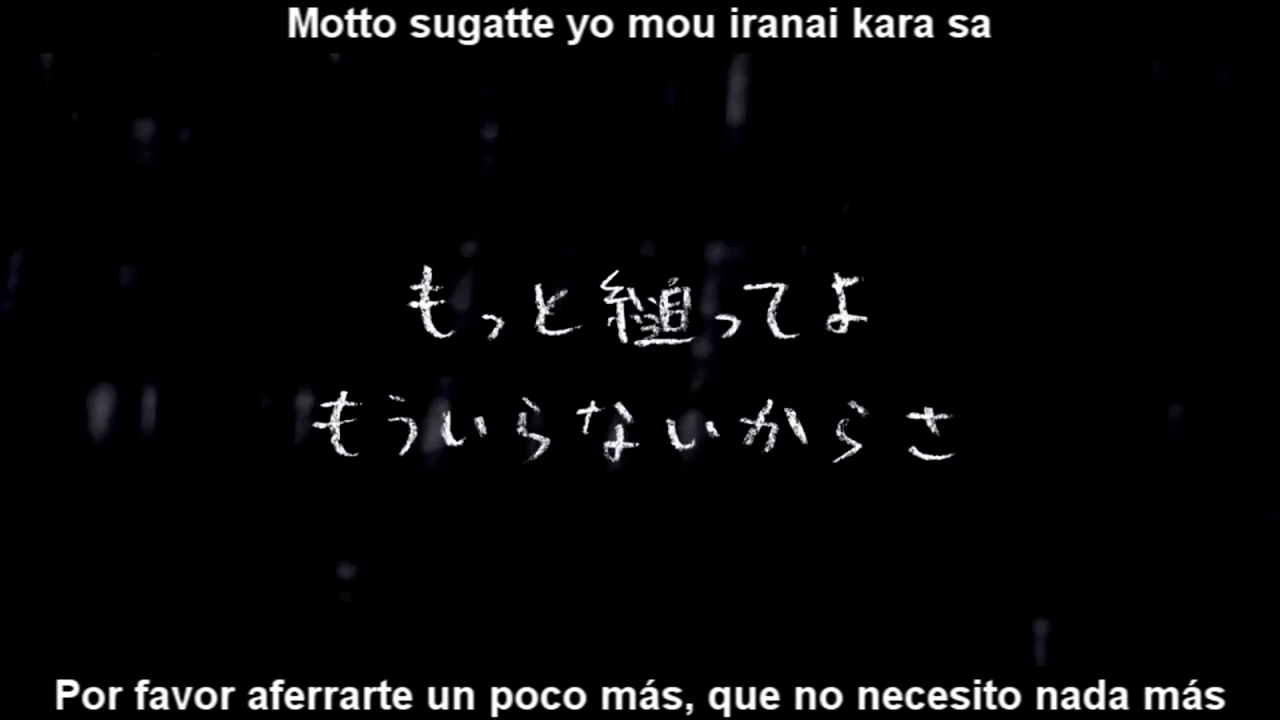 Motto sugatte yo mou iranai kara sa
もっと縋ってよ
もういらないからさ
Por favor aferrarte un poco más, que no necesito nada más